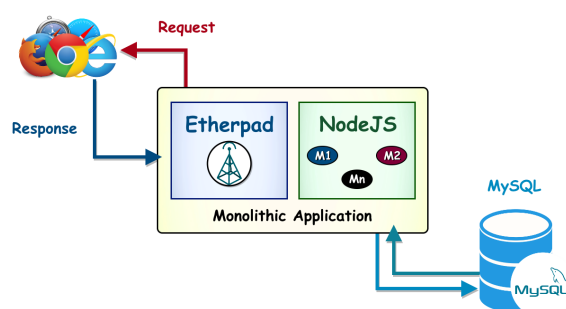 Request
Response
Etherpad
NodeJS
M1
M2
Mn
Monolithic Application
MySQL
MySQL